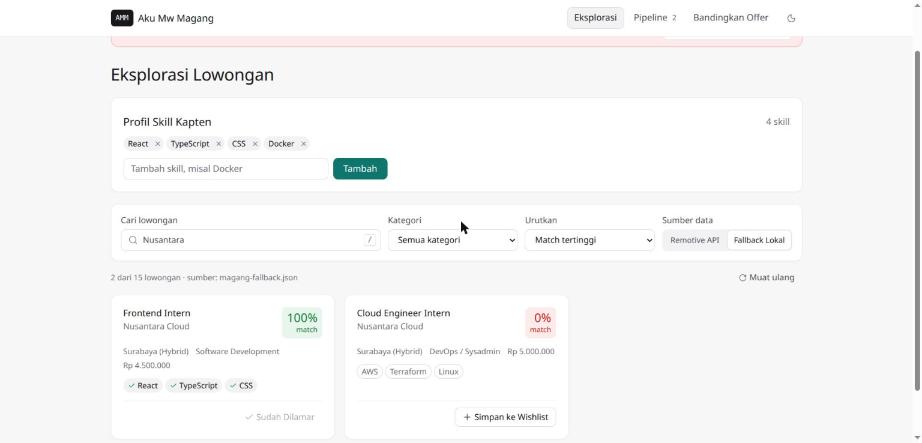 AMM Aku Mw Magang Eksplorasi Pipeline 2 Bandingkan Offer
Eksplorasi Lowongan
Profil Skill Kapten 4 skill
React × TypeScript × CSS × Docker ×
Tambah skill, misal Docker Tambah
Cari lowongan Kategori Urutkan Sumber data
Nusantara / Semua kategori Match tertinggi Remotive API Fallback Lokal
2 dari 15 lowongan · sumber: magang-fallback.json Muat ulang
Frontend Intern
Nusantara Cloud
100%
match
Surabaya (Hybrid) Software Development
Rp 4.500.000
✓ React ✓ TypeScript ✓ CSS
✓ Sudah Dilamar
Cloud Engineer Intern
Nusantara Cloud
0%
match
Surabaya (Hybrid) DevOps / Sysadmin Rp 5.000.000
AWS Terraform Linux
+ Simpan ke Wishlist